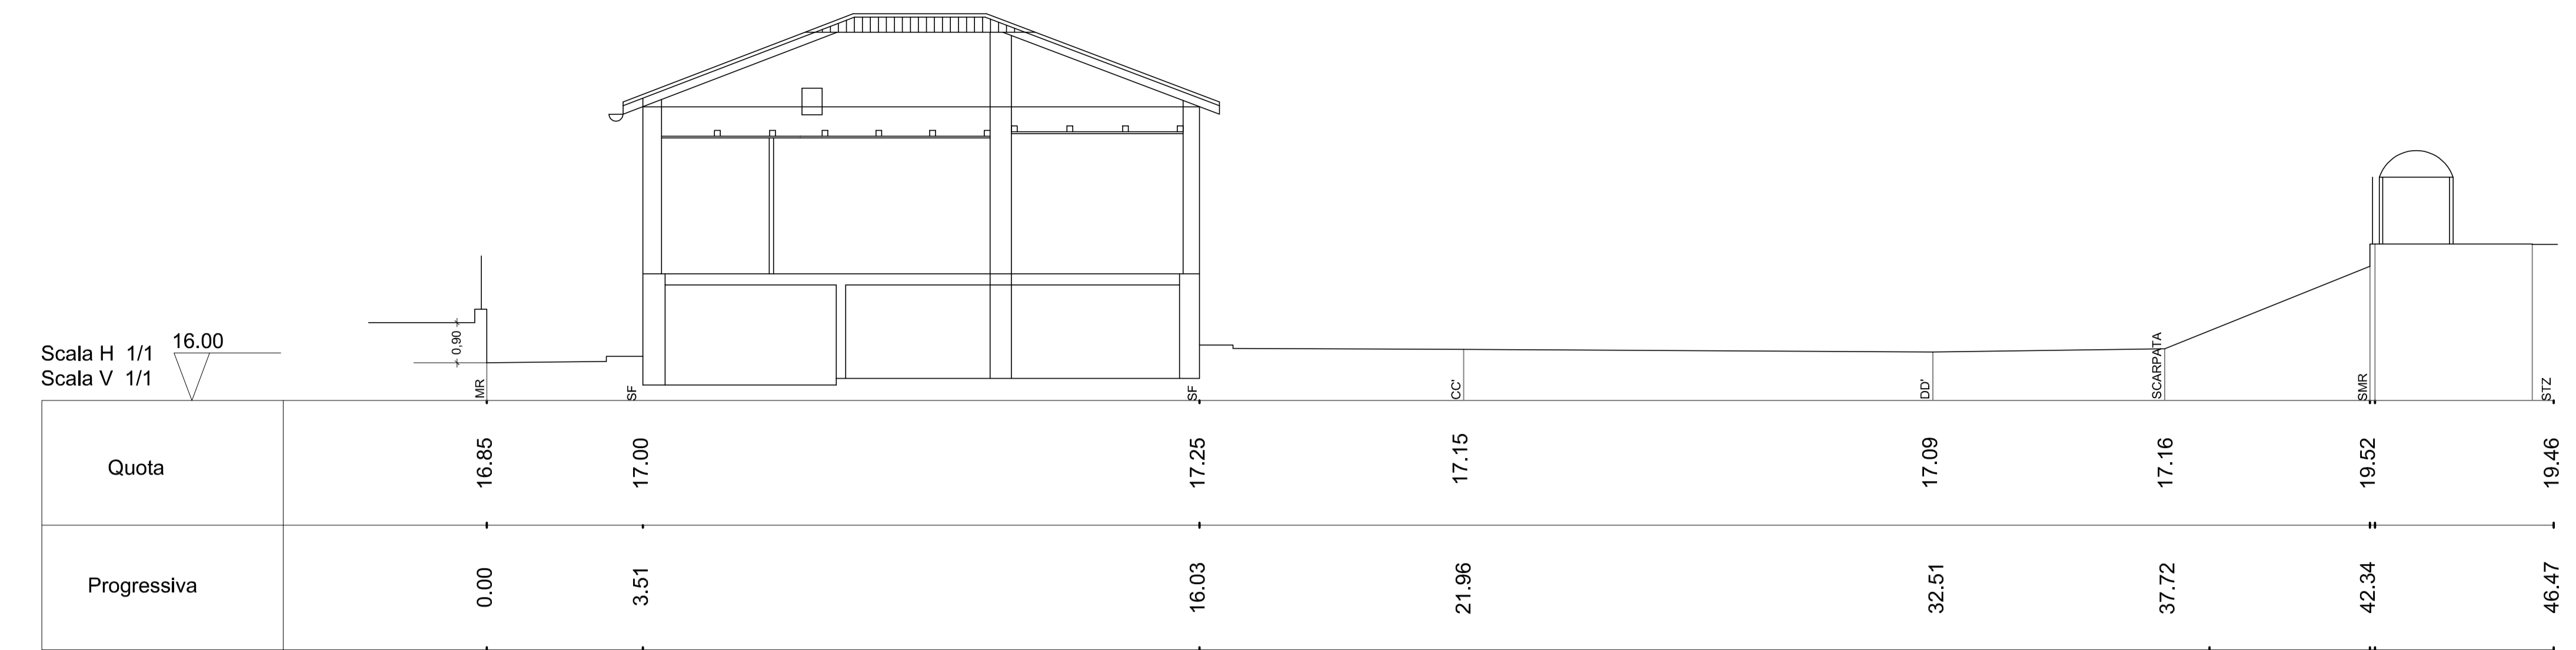 16.00
Scala H 1/1
Scala V 1/1
0,90
MR
SF
SF
CC'
DD'
SCARPATA
SMR
STZ
Quota
16.85
17.00
17.25
17.15
17.09
17.16
19.52
19.46
Progressiva
0.00
3.51
16.03
21.96
32.51
37.72
42.34
46.47